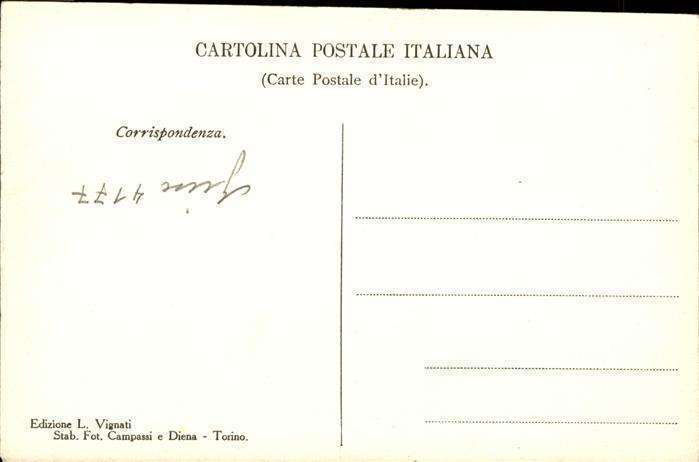 CARTOLINA POSTALE ITALIANA
(Carte Postale d'Italie).
Corrispondenza.
4177
Edizione L. Vignati
Stab. Fot. Campassi e Diena - Torino.